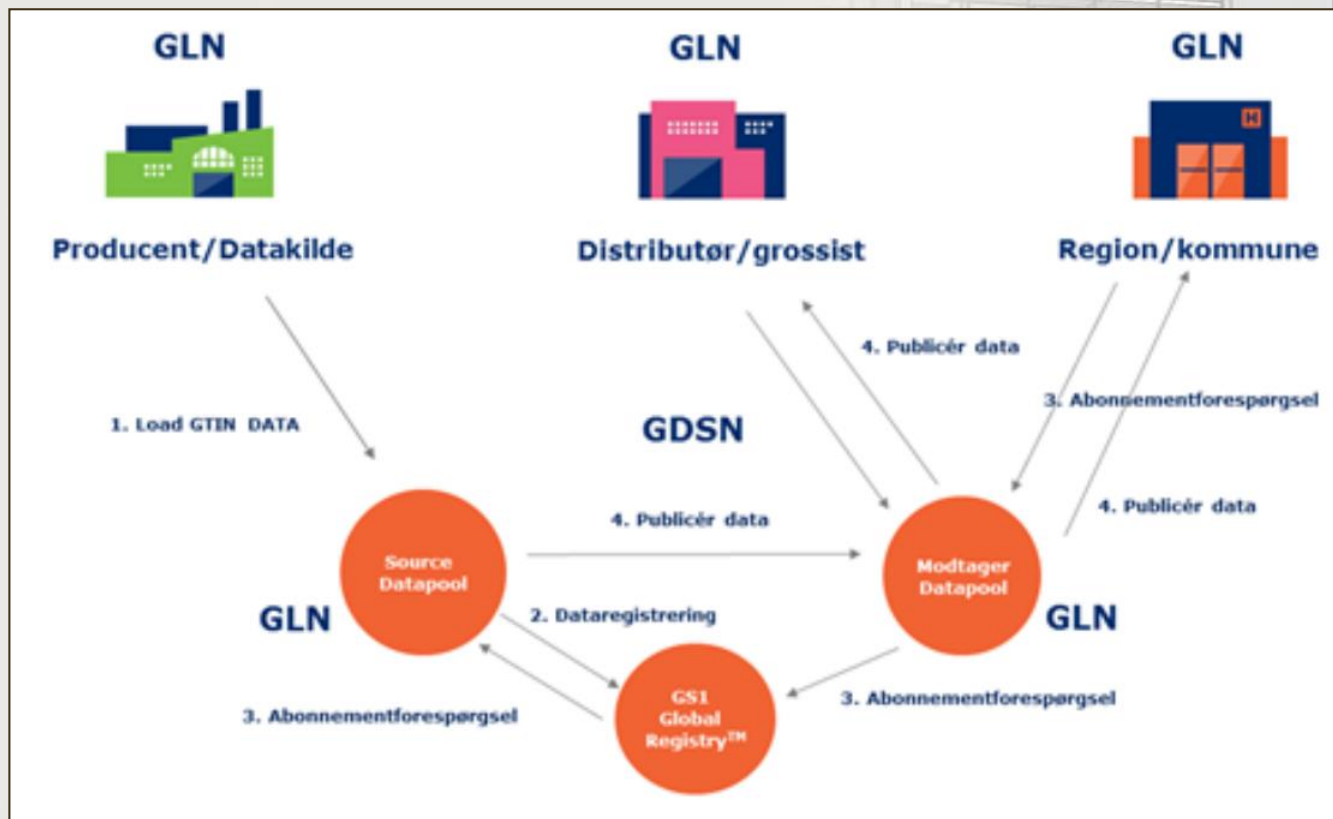 GLN
GLN
GLN
H
Producent/Datakilde
Distributør/grossist
Region/kommune
4. Publicér data
3. Abonnementforespørgsel
1. Load GTIN DATA
GDSN
4. Publicér data
4. Publicér data
Source
Datapool
Modtager
Datapool
GLN
2. Dataregistrering
GLN
GS1
Global
Registry™
3. Abonnementforespørgsel
3. Abonnementforespørgsel